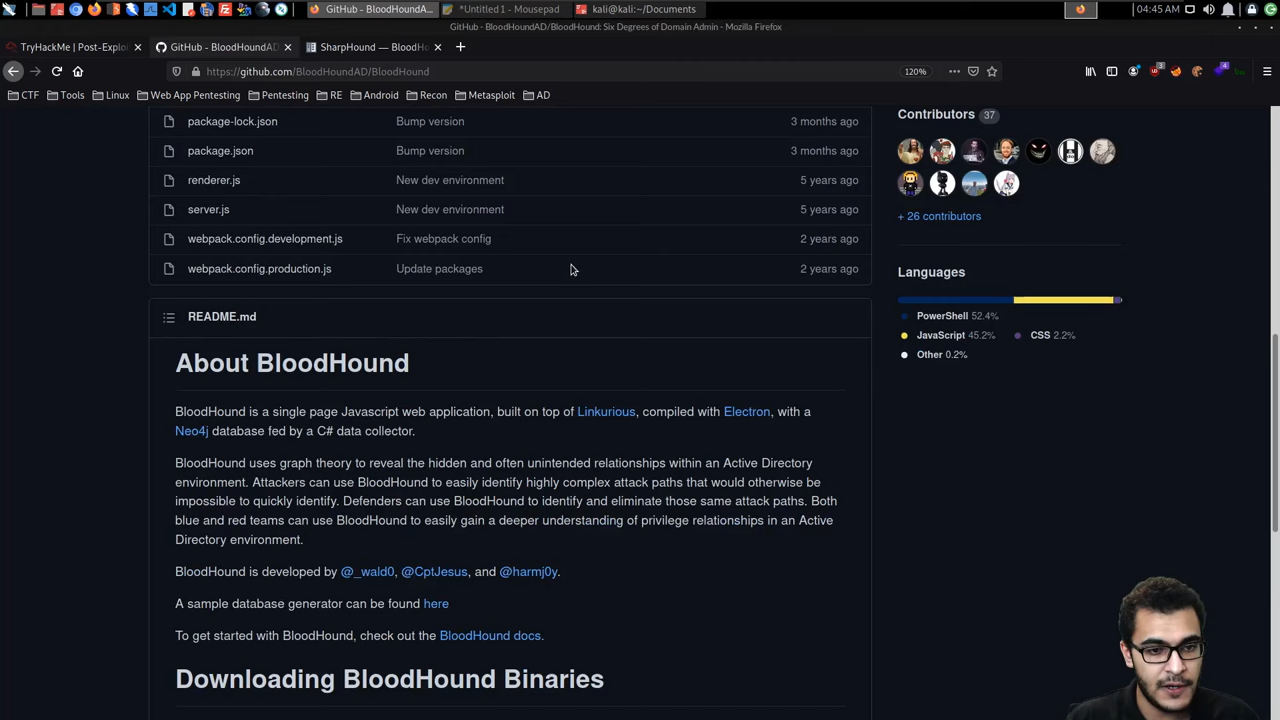 GitHub - BloodHoundA...
*Untitled 1 - Mousepad
kali@kali:~/Documents
04:45 AM
GitHub - BloodHoundAD/BloodHound: Six Degrees of Domain Admin - Mozilla Firefox
TryHackMe | Post-Exploi
GitHub - BloodHoundAD/
SharpHound — BloodHo
https://github.com/BloodHoundAD/BloodHound
120%
3
4
CTF
Tools
Linux
Web App Pentesting
Pentesting
RE
Android
Recon
Metasploit
AD
package-lock.json Bump version 3 months ago
package.json Bump version 3 months ago
renderer.js New dev environment 5 years ago
server.js New dev environment 5 years ago
webpack.config.development.js Fix webpack config 2 years ago
webpack.config.production.js Update packages 2 years ago
README.md
About BloodHound
BloodHound is a single page Javascript web application, built on top of Linkurious, compiled with Electron, with a
Neo4j database fed by a C# data collector.
BloodHound uses graph theory to reveal the hidden and often unintended relationships within an Active Directory
environment. Attackers can use BloodHound to easily identify highly complex attack paths that would otherwise be
impossible to quickly identify. Defenders can use BloodHound to identify and eliminate those same attack paths. Both
blue and red teams can use BloodHound to easily gain a deeper understanding of privilege relationships in an Active
Directory environment.
BloodHound is developed by @_wald0, @CptJesus, and @harmj0y.
A sample database generator can be found here
To get started with BloodHound, check out the BloodHound docs.
Downloading BloodHound Binaries
Contributors 37
+ 26 contributors
Languages
PowerShell 52.4%
JavaScript 45.2% CSS 2.2%
Other 0.2%